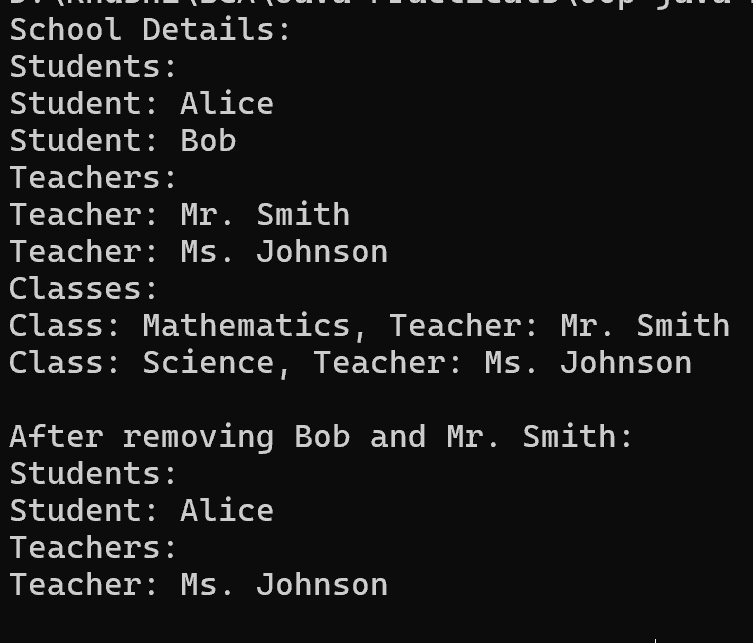 School Details:
Students:
Student: Alice
Student: Bob
Teachers:
Teacher: Mr. Smith
Teacher: Ms. Johnson
Classes:
Class: Mathematics, Teacher: Mr. Smith
Class: Science, Teacher: Ms. Johnson
After removing Bob and Mr. Smith:
Students:
Student: Alice
Teachers:
Teacher: Ms. Johnson